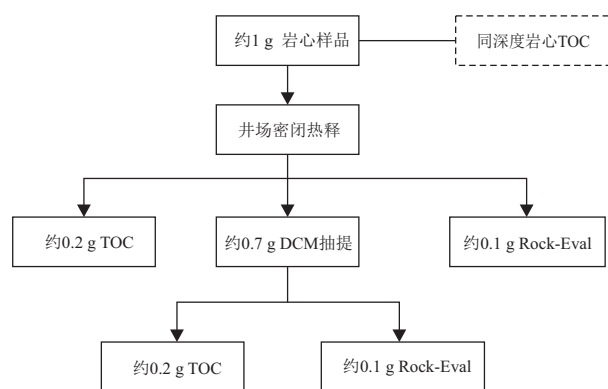 约1 g 岩心样品
同深度岩心TOC
井场密闭热释
约0.2 g TOC
约0.7 g DCM抽提
约0.1 g Rock-Eval
约0.2 g TOC
约0.1 g Rock-Eval